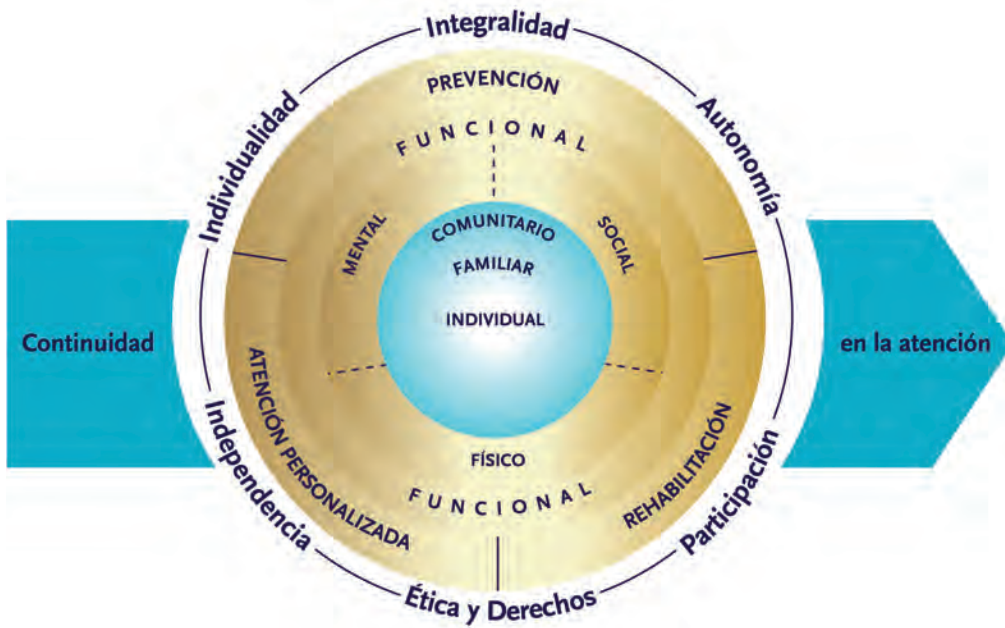 Integralidad
PREVENCIÓN
FUNCIONAL
Individualidad
Autonomía
MENTAL
COMUNITARIO
SOCIAL
FAMILIAR
INDIVIDUAL
Continuidad
en la atención
ATENCIÓN PERSONALIZADA
FÍSICO
FUNCIONAL
REHABILITACIÓN
Independencia
Participación
Ética y Derechos